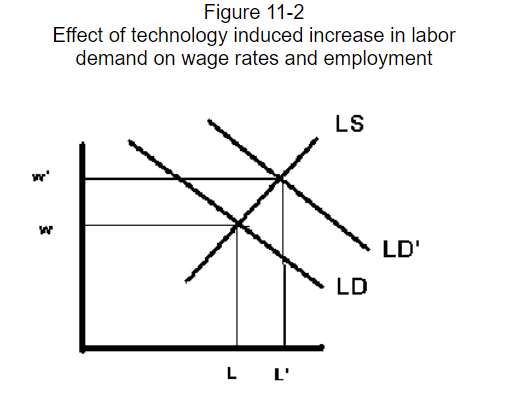 Figure 11-2
Effect of technology induced increase in labor
demand on wage rates and employment
LS
w'
w
LD'
LD
L L'